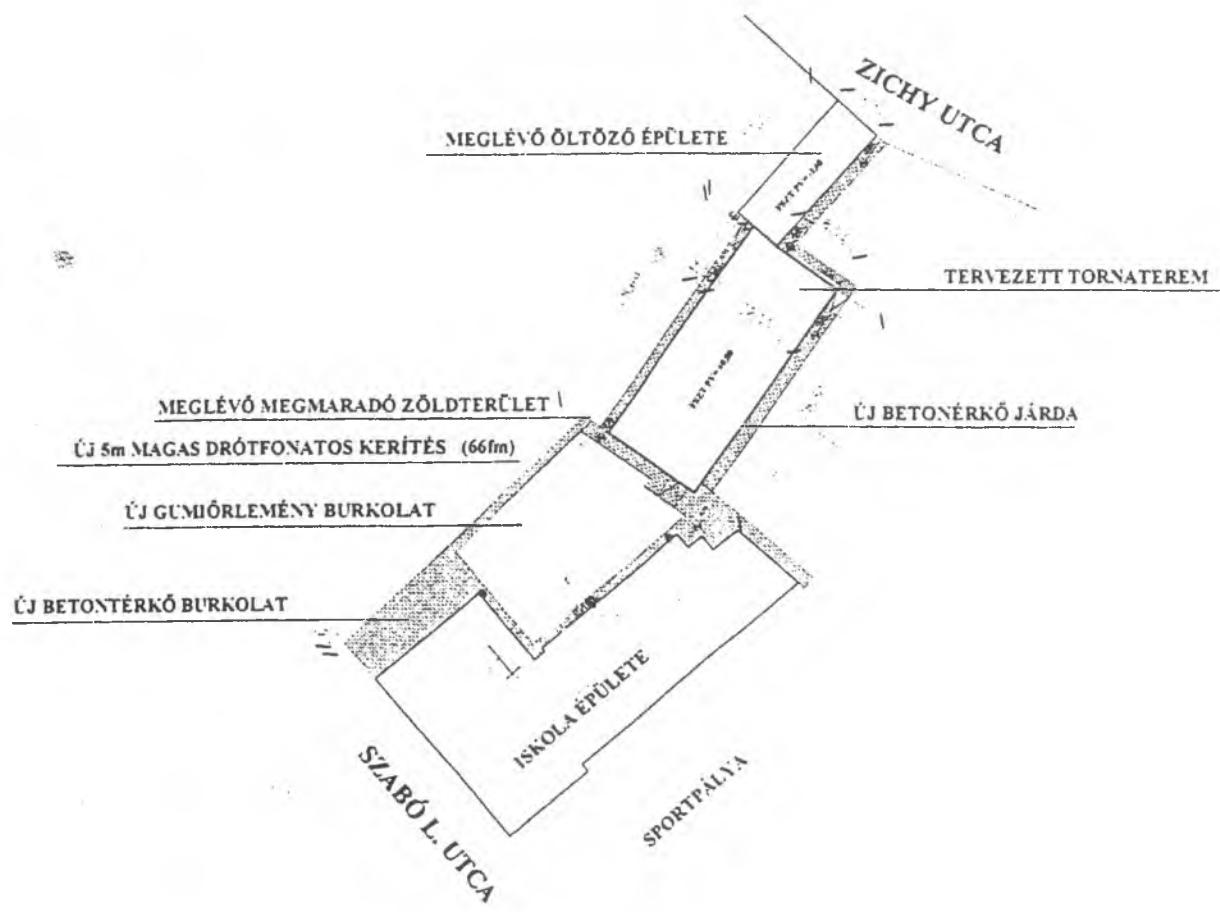 ZICHY UTCA
MEGLÉVŐ ÖLTÖZŐ ÉPÜLETE
TERVEZETT TORNATEREM
MEGLÉVŐ MEGMARADÓ ZÖLDTERÜLET
ÚJ BETONÉRKŐ JÁRDA
ÚJ 5m MAGAS DRÓTFONATOS KERÍTÉS (66fm)
ÚJ GUMIŐRLEMÉNY BURKOLAT
ÚJ BETONTÉRKŐ BURKOLAT
ISKOLA ÉPÜLETE
SPORTPÁLYA
SZABÓ L. UTCA